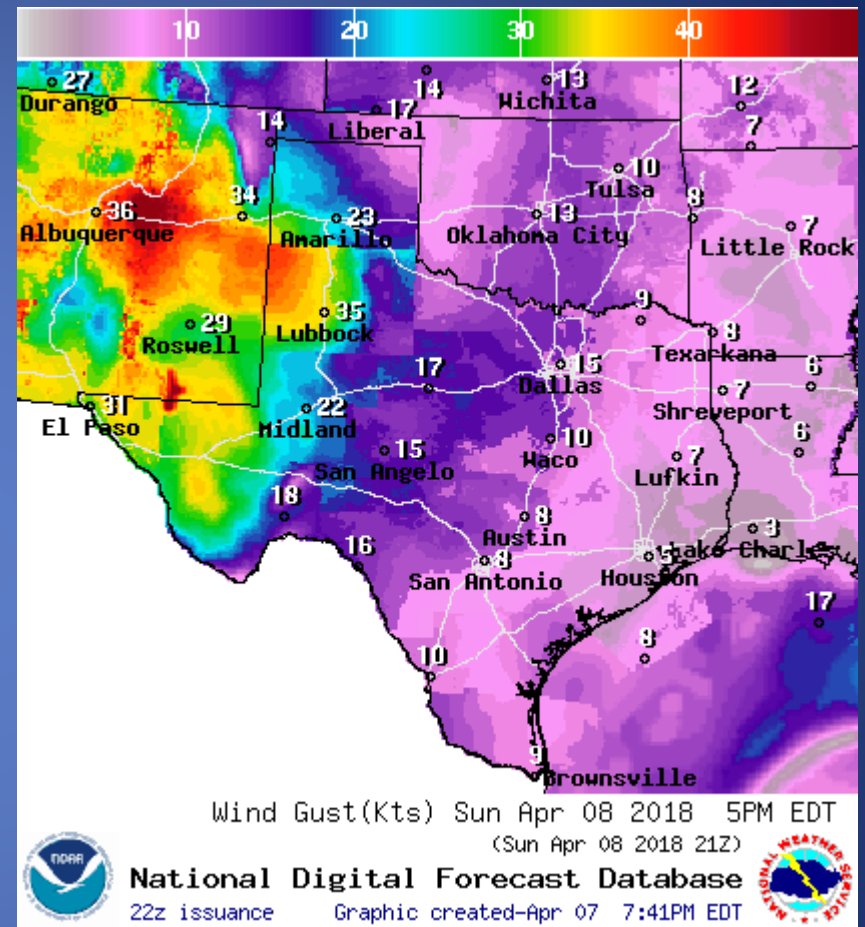 10 20 30 40
27
Durango
14
17
Liberal
13
Wichita
12
7
14
10
Tulsa
36
Albuquerque
34
23
Amarillo
13
Oklahoma City
8
7
Little Rock
29
Roswell
35
Lubbock
9
8
Texarkana
15
Dallas
17
7
Shreveport
6
31
El Paso
22
Midland
15
San Angelo
10
Waco
7
Lufkin
6
18
8
Austin
3
Lake Charles
16
8
San Antonio
5
Houston
17
8
10
9
Brownsville
Wind Gust(Kts) Sun Apr 08 2018 5PM EDT
(Sun Apr 08 2018 21Z)
NOAA
National Digital Forecast Database
22z issuance Graphic created-Apr 07 7:41PM EDT
NATIONAL WEATHER SERVICE